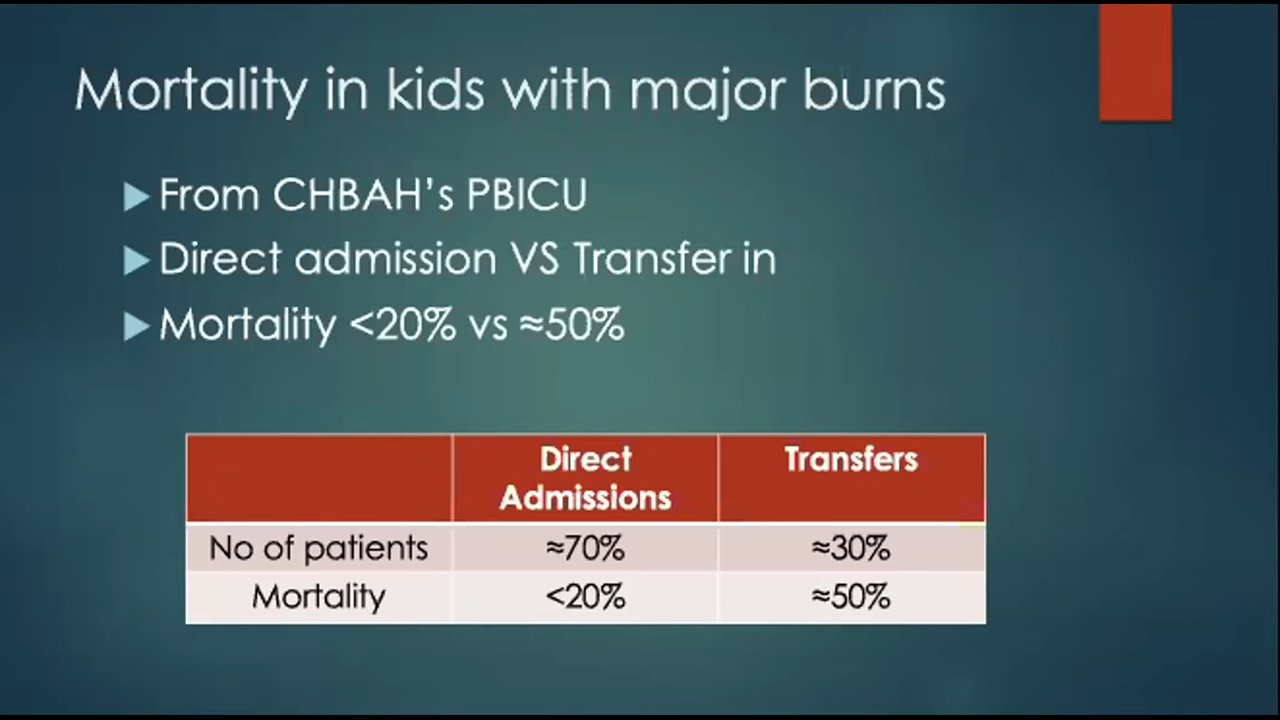 Mortality in kids with major burns
From CHBAH's PBICU
Direct admission VS Transfer in
Mortality <20% vs ≈50%
Direct Admissions Transfers
No of patients ≈70% ≈30%
Mortality <20% ≈50%